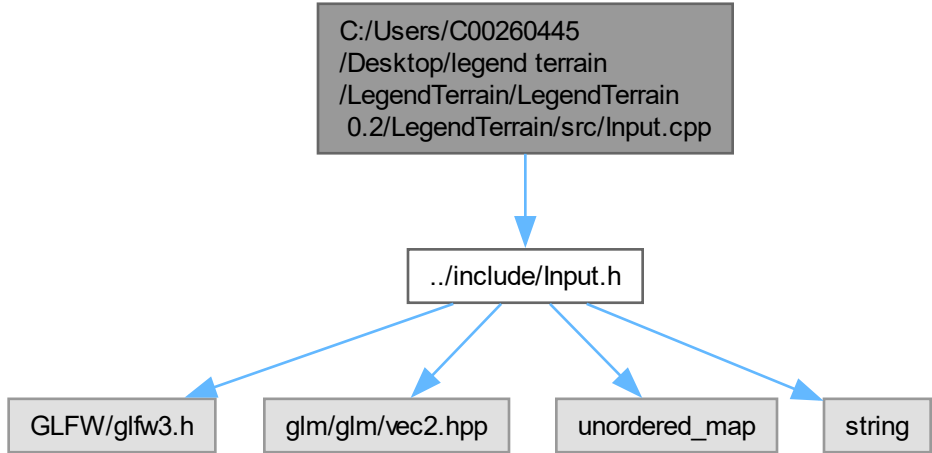 C:/Users/C00260445
/Desktop/legend terrain
/LegendTerrain/LegendTerrain
0.2/LegendTerrain/src/Input.cpp
../include/Input.h
GLFW/glfw3.h
glm/glm/vec2.hpp
unordered_map
string